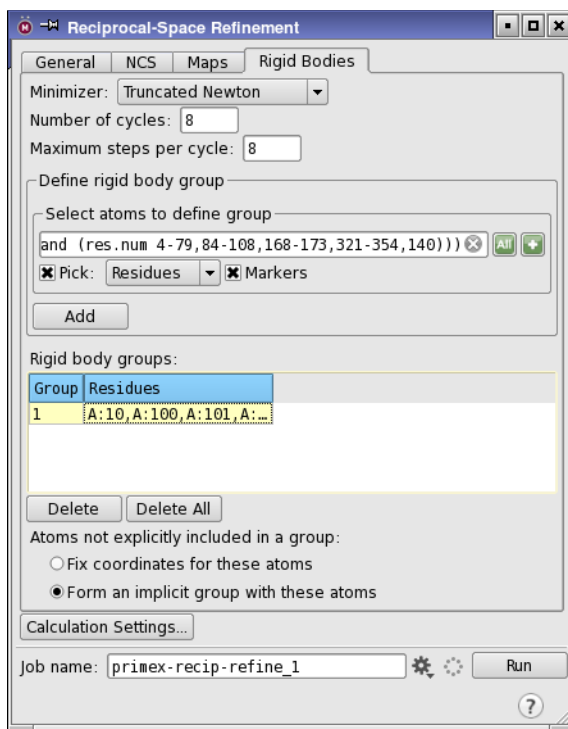 Reciprocal-Space Refinement
General NCS Maps Rigid Bodies
Minimizer: Truncated Newton
Number of cycles: 8
Maximum steps per cycle: 8
Define rigid body group
Select atoms to define group
and (res.num 4-79,84-108,168-173,321-354,140))) All +
Pick: Residues Markers
Add
Rigid body groups:
Group Residues
1 A:10,A:100,A:101,A:...
Delete Delete All
Atoms not explicitly included in a group:
Fix coordinates for these atoms
Form an implicit group with these atoms
Calculation Settings...
Job name: primex-recip-refine_1 Run
?